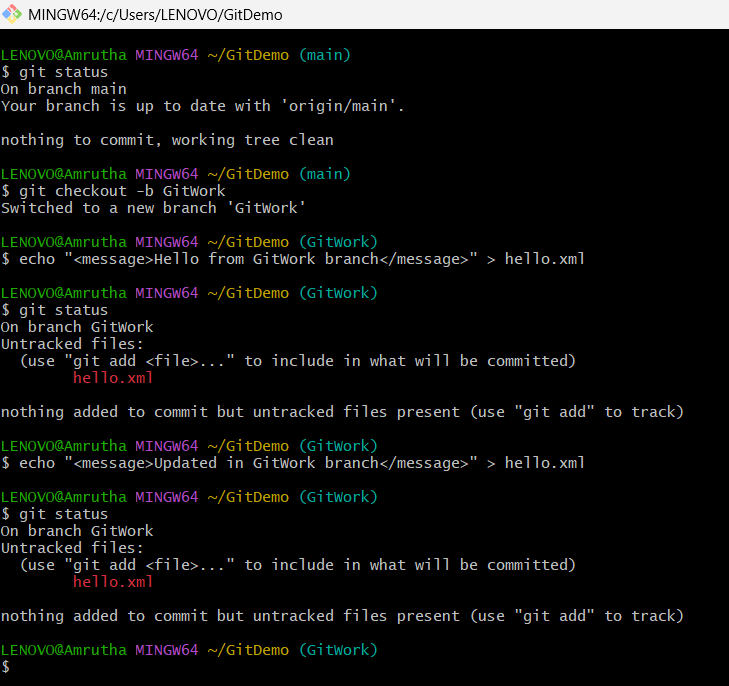 MINGW64:/c/Users/LENOVO/GitDemo
LENOVO@Amrutha MINGW64 ~/GitDemo (main)
$ git status
On branch main
Your branch is up to date with 'origin/main'.
nothing to commit, working tree clean
LENOVO@Amrutha MINGW64 ~/GitDemo (main)
$ git checkout -b GitWork
Switched to a new branch 'GitWork'
LENOVO@Amrutha MINGW64 ~/GitDemo (GitWork)
$ echo "<message>Hello from GitWork branch</message>" > hello.xml
LENOVO@Amrutha MINGW64 ~/GitDemo (GitWork)
$ git status
On branch GitWork
Untracked files:
  (use "git add <file>..." to include in what will be committed)
        hello.xml
nothing added to commit but untracked files present (use "git add" to track)
LENOVO@Amrutha MINGW64 ~/GitDemo (GitWork)
$ echo "<message>Updated in GitWork branch</message>" > hello.xml
LENOVO@Amrutha MINGW64 ~/GitDemo (GitWork)
$ git status
On branch GitWork
Untracked files:
  (use "git add <file>..." to include in what will be committed)
        hello.xml
nothing added to commit but untracked files present (use "git add" to track)
LENOVO@Amrutha MINGW64 ~/GitDemo (GitWork)
$